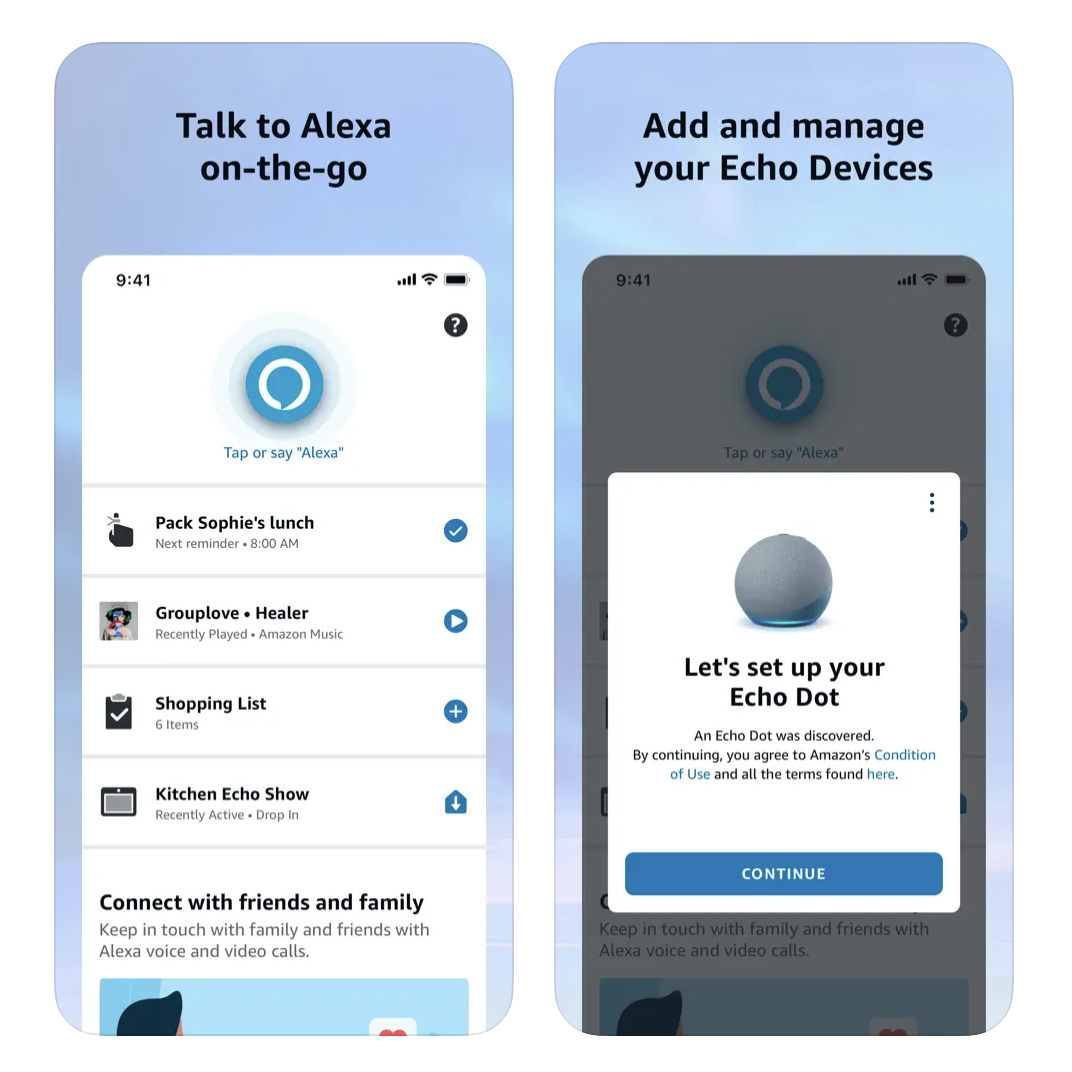 Talk to Alexa
on-the-go
9:41
?
Tap or say "Alexa"
Pack Sophie's lunch
Next reminder • 8:00 AM
Grouplove • Healer
Recently Played • Amazon Music
Shopping List
6 Items
Kitchen Echo Show
Recently Active • Drop In
Connect with friends and family
Keep in touch with family and friends with
Alexa voice and video calls.
Add and manage
your Echo Devices
9:41
?
Tap or say "Alexa"
Let's set up your
Echo Dot
An Echo Dot was discovered.
By continuing, you agree to Amazon's Condition
of Use and all the terms found here.
CONTINUE
Keep in touch with family and friends with
Alexa voice and video calls.